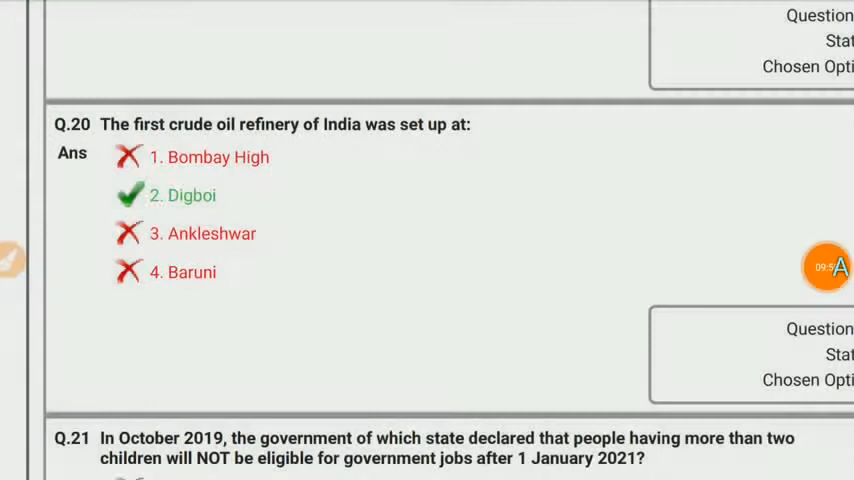 Question
Stat
Chosen Opti
Q.20 The first crude oil refinery of India was set up at:
Ans 1. Bombay High
2. Digboi
3. Ankleshwar
4. Baruni
09:5
A
Question
Stat
Chosen Opti
Q.21 In October 2019, the government of which state declared that people having more than two
children will NOT be eligible for government jobs after 1 January 2021?